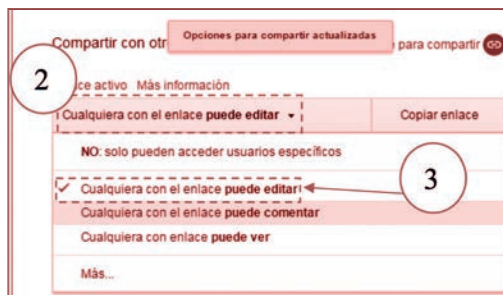 Opciones para compartir actualizadas
Compartir con otr para compartir
2
ce activo Más información
Cualquiera con el enlace puede editar Copiar enlace
NO: solo pueden acceder usuarios específicos
Cualquiera con el enlace puede editar
3
Cualquiera con el enlace puede comentar
Cualquiera con enlace puede ver
Más...